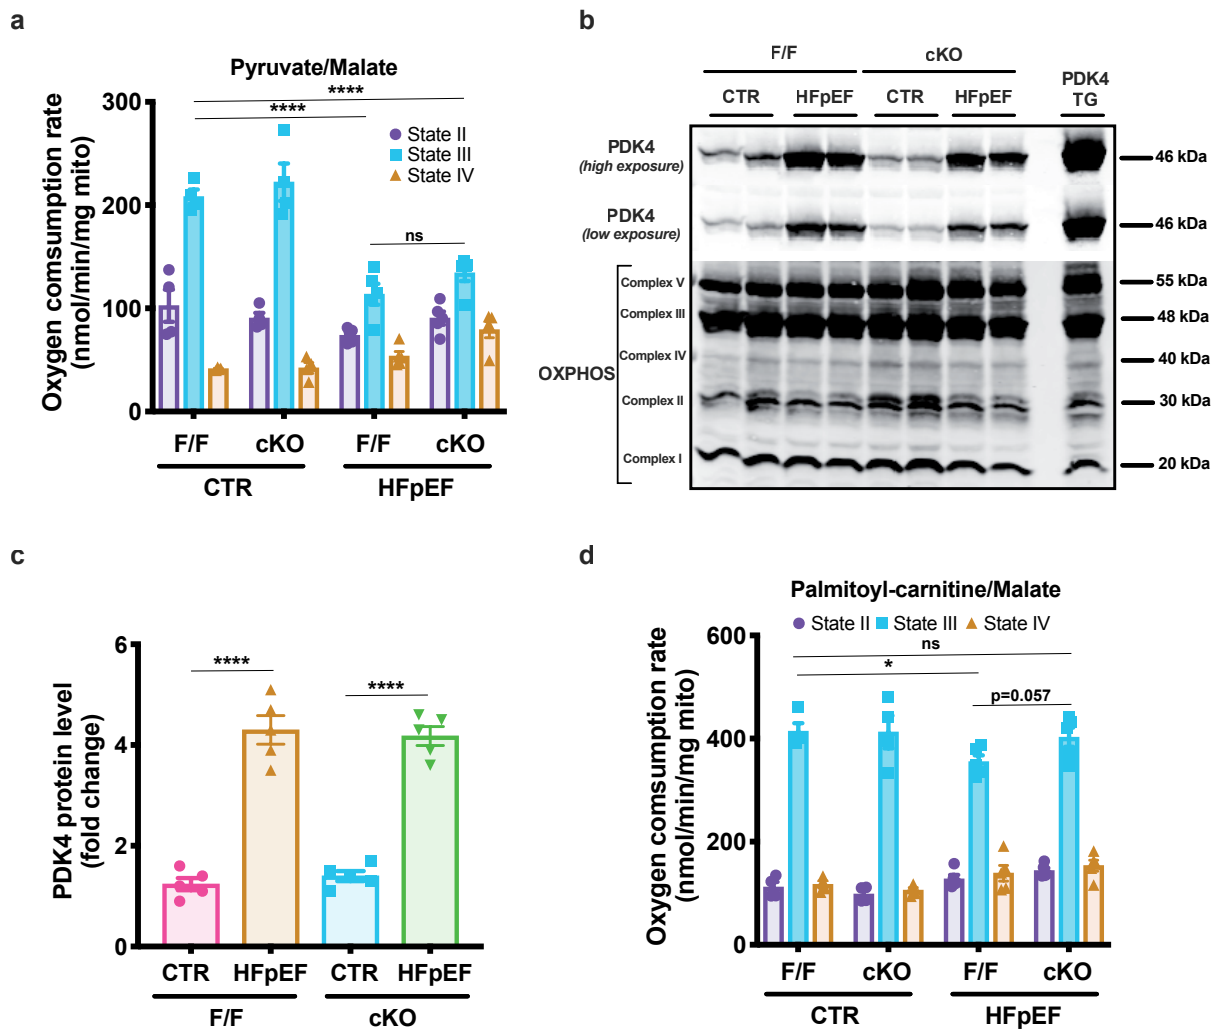 a
Pyruvate/Malate
Oxygen comsumption rate
(nmol/min/mg mito)
300
200
100
0
****
****
ns
State II
State III
State IV
F/F cKO F/F cKO
CTR HFpEF
b
F/F cKO
CTR HFpEF CTR HFpEF
PDK4
TG
PDK4
(high exposure)
46 kDa
PDK4
(low exposure)
46 kDa
OXPHOS
Complex V
55 kDa
Complex III
48 kDa
Complex IV
40 kDa
Complex II
30 kDa
Complex I
20 kDa
c
PDK4 protein level
(fold change)
6
4
2
0
****
****
CTR HFpEF CTR HFpEF
F/F cKO
d
Palmitoyl-carnitine/Malate
State II State III State IV
Oxygen comsumption rate
(nmol/min/mg mito)
600
400
200
0
ns
*
p=0.057
F/F cKO F/F cKO
CTR HFpEF